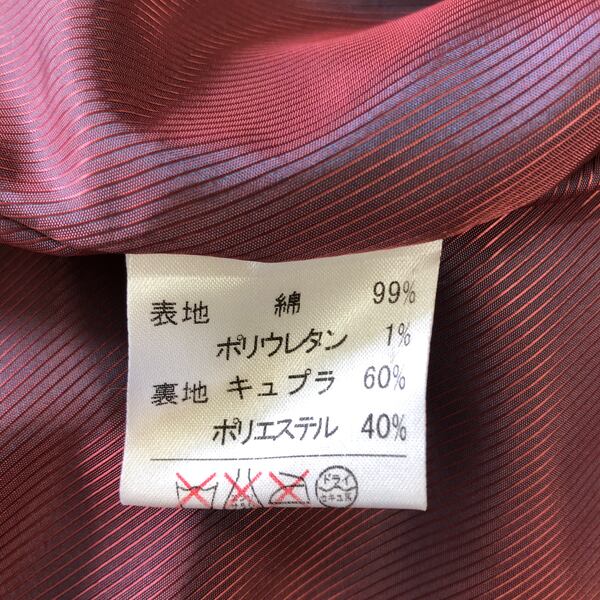 表地 綿 99%
ポリウレタン 1%
裏地 キュプラ 60%
ポリエステル 40%
ドライ
セキユ系